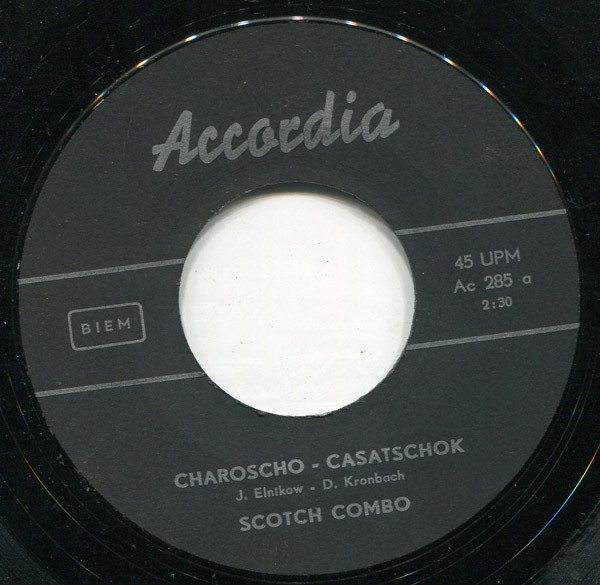 Accordia
45 UPM
Ac 285 a
2:30
BIEM
CHAROSCHO - CASATSCHOK
J. Elnikow - D. Kronbach
SCOTCH COMBO